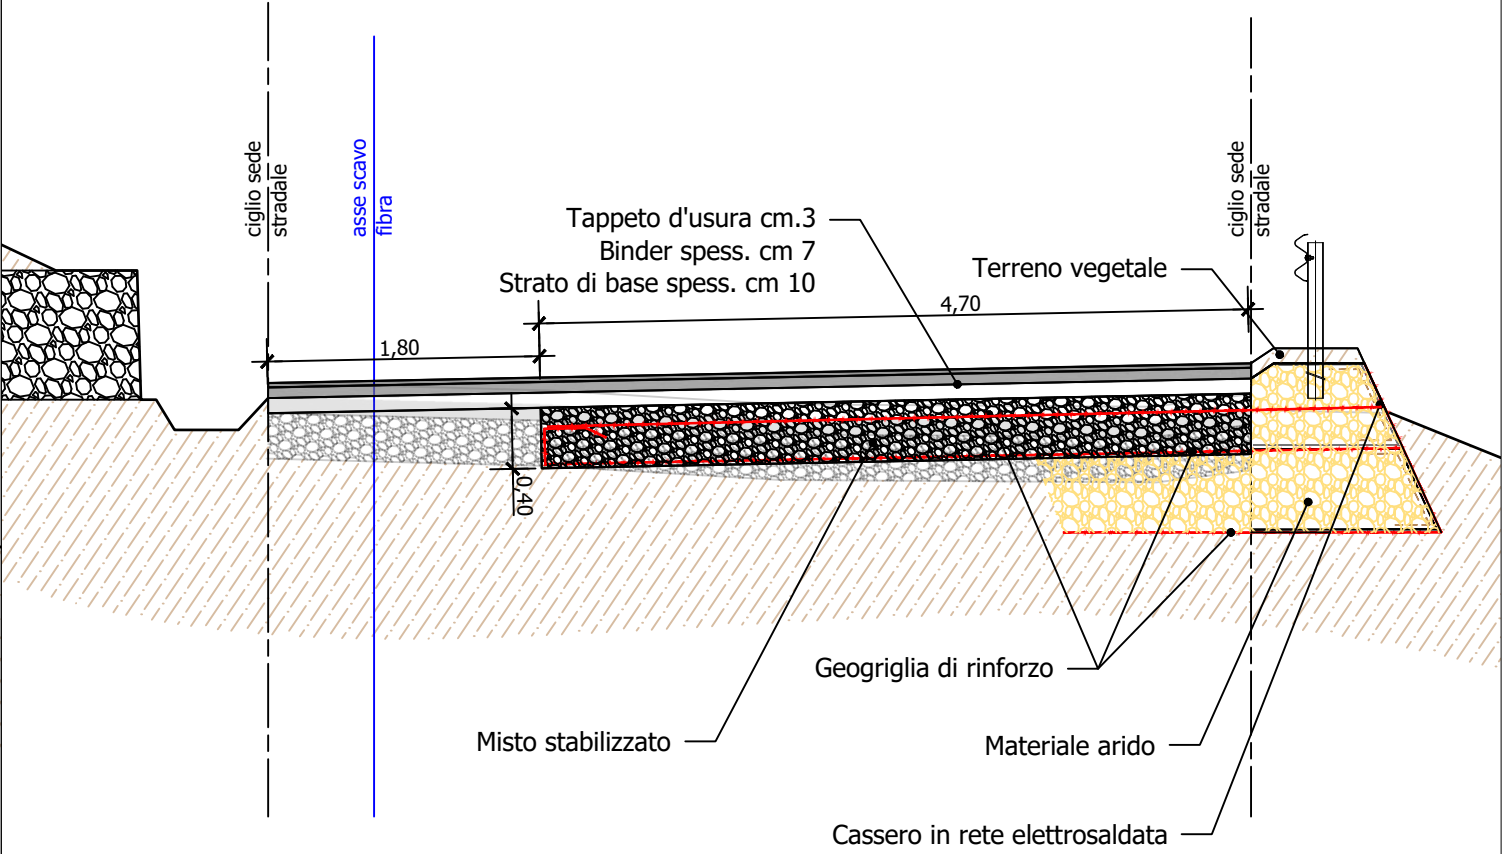 ciglio sede
stradale
asse scavo
fibra
Tappeto d'usura cm.3
Binder spess. cm 7
Strato di base spess. cm 10
ciglio sede
stradale
Terreno vegetale
4,70
1,80
0,40
Geogriglia di rinforzo
Misto stabilizzato
Materiale arido
Cassero in rete elettrosaldata